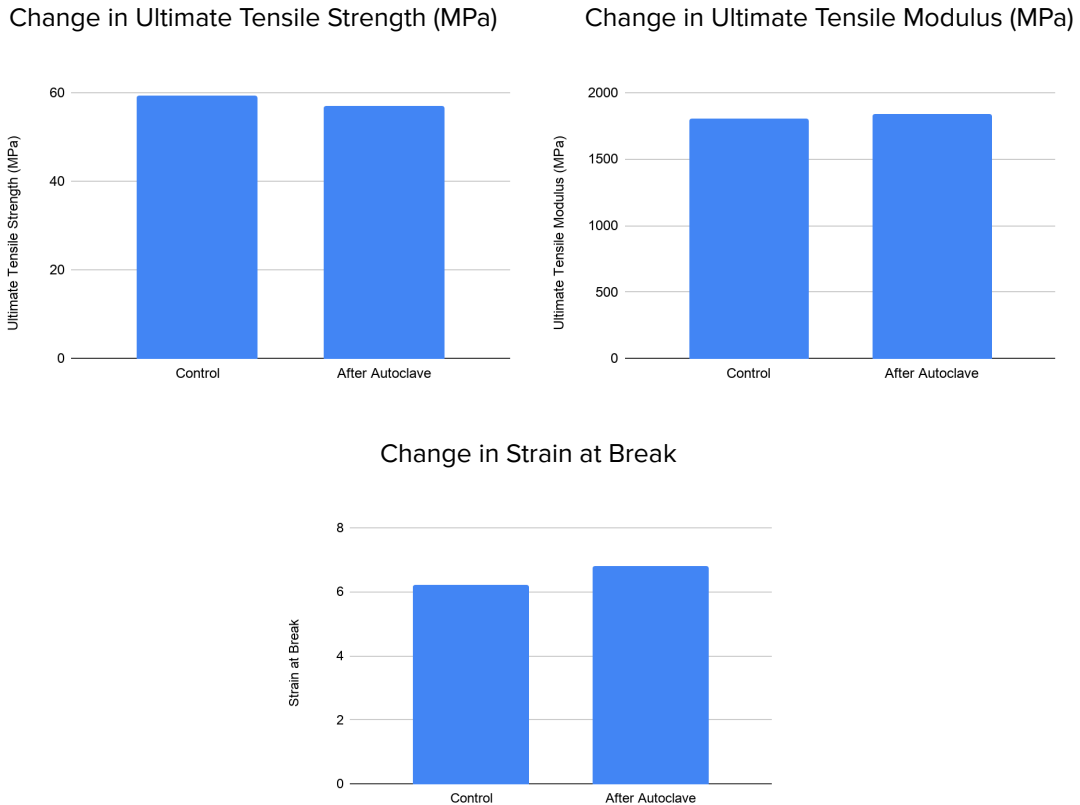 Change in Ultimate Tensile Strength (MPa)
Ultimate Tensile Strength (MPa)
60
40
20
0
Control
After Autoclave
Change in Ultimate Tensile Modulus (MPa)
Ultimate Tensile Modulus (MPa)
2000
1500
1000
500
0
Control
After Autoclave
Change in Strain at Break
Strain at Break
8
6
4
2
0
Control
After Autoclave